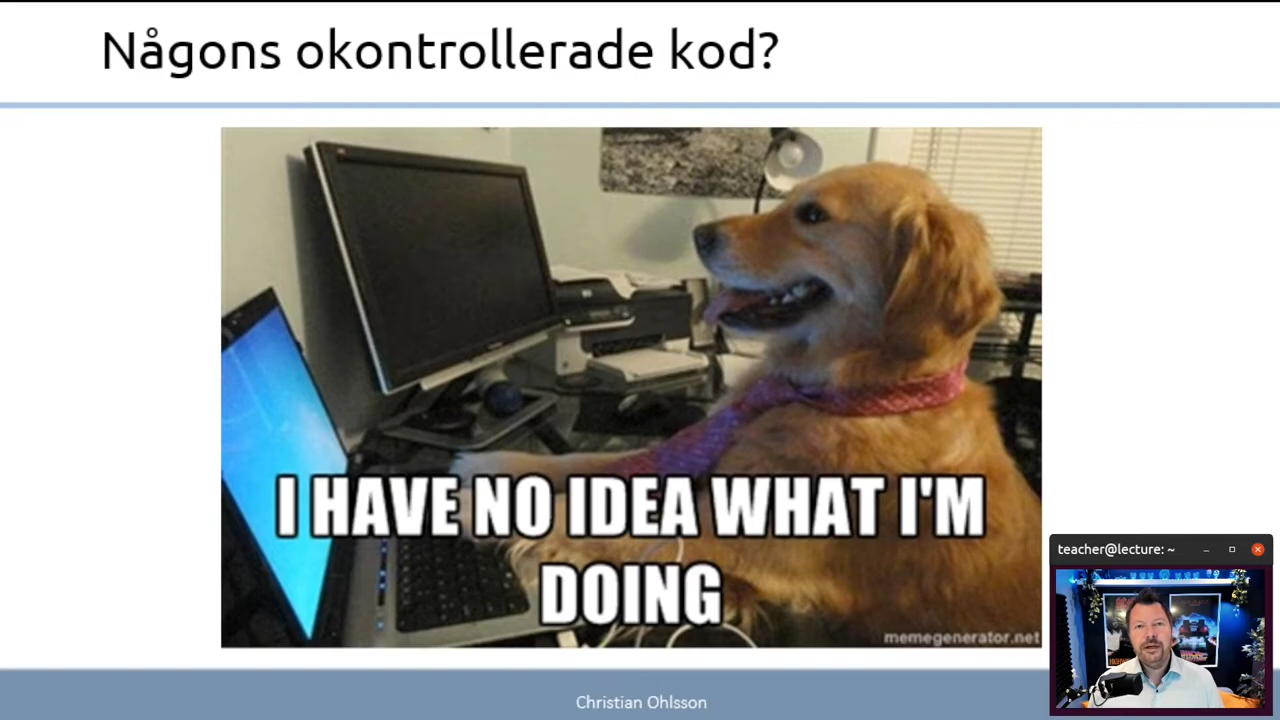 Någons okontrollerade kod?
I HAVE NO IDEA WHAT I'M
DOING
memegenerator.net
teacher@lecture: ~
Christian Ohlsson